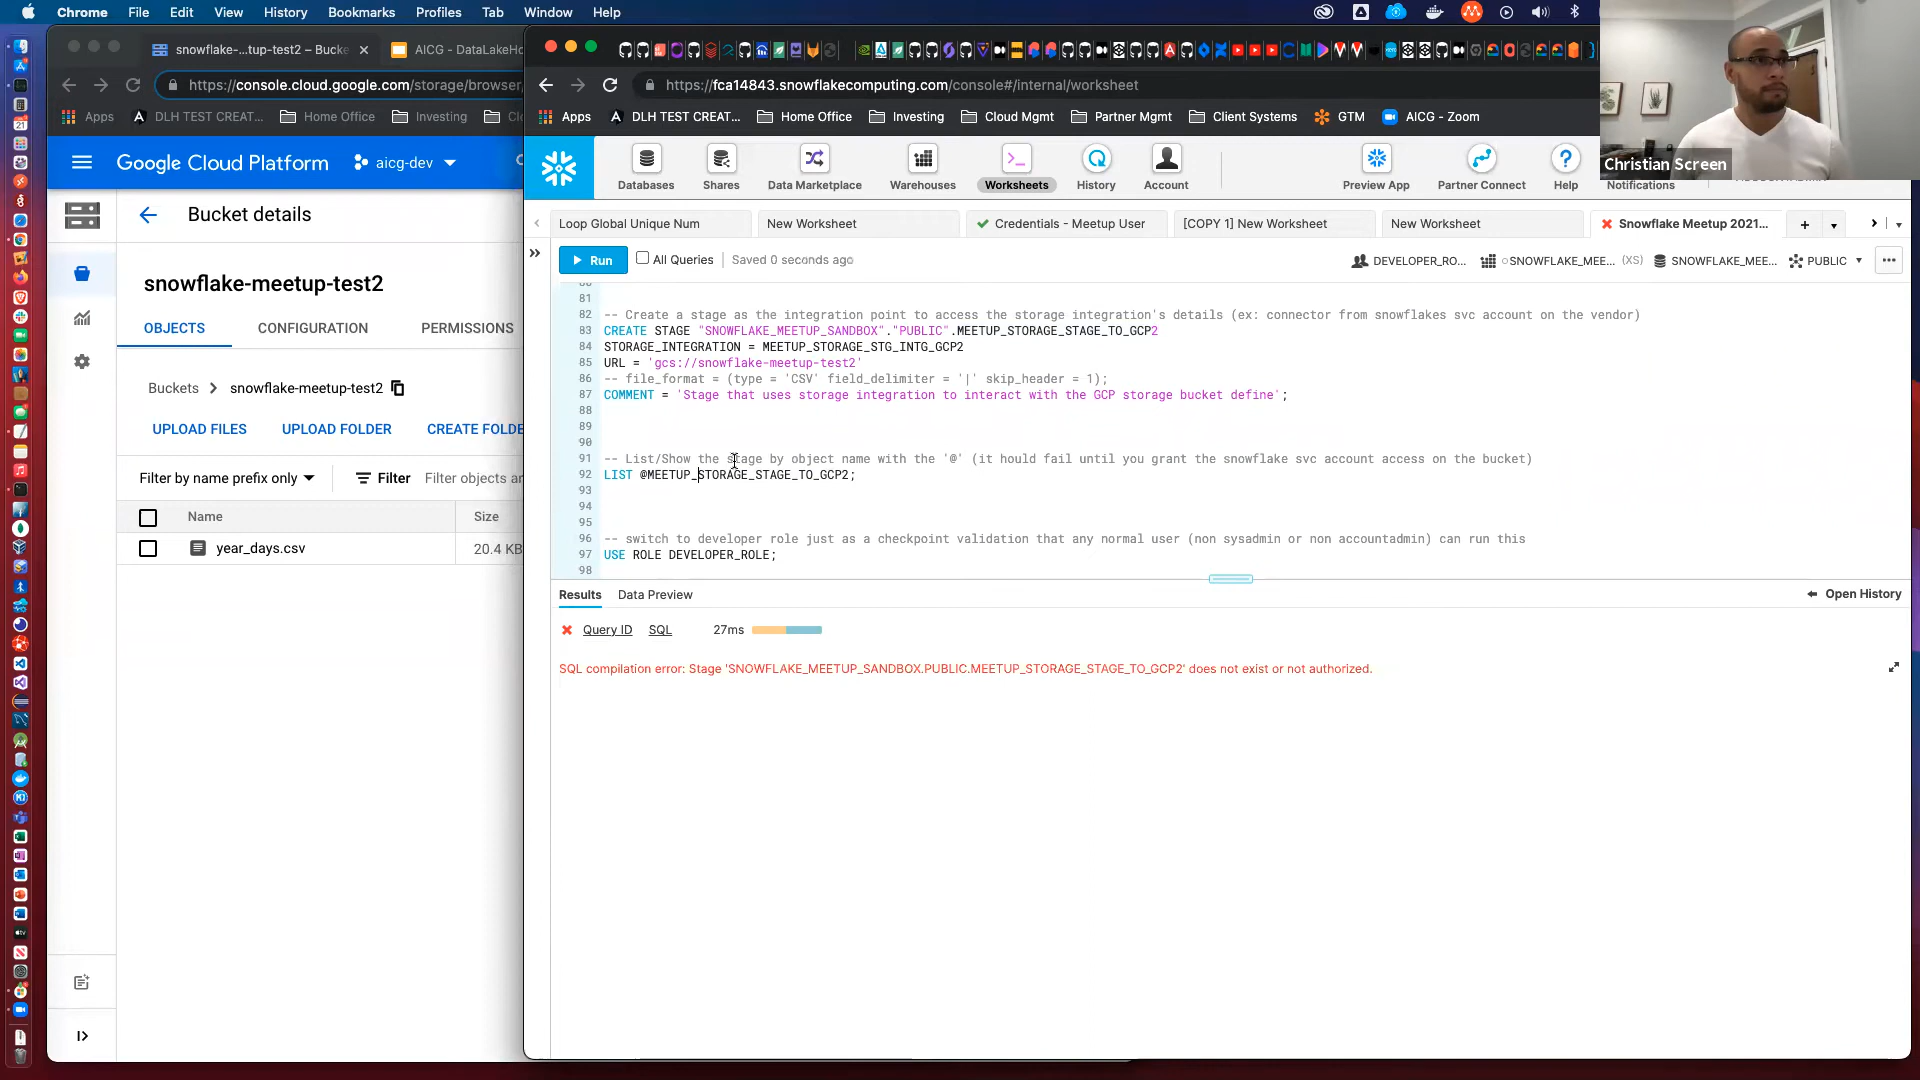 Chrome File Edit View History Bookmarks Profiles Tab Window Help
snowflake-...tup-test2 – Bucke
AICG - DataLakeHo
https://console.cloud.google.com/storage/browser/
Apps DLH TEST CREAT... Home Office Investing
Google Cloud Platform
aicg-dev
Bucket details
snowflake-meetup-test2
OBJECTS CONFIGURATION PERMISSIONS
Buckets > snowflake-meetup-test2
UPLOAD FILES UPLOAD FOLDER CREATE FOLDE
Filter by name prefix only Filter Filter objects an
Name Size
year_days.csv 20.4 KB
https://fca14843.snowflakecomputing.com/console#/internal/worksheet
Apps DLH TEST CREAT... Home Office Investing Cloud Mgmt Partner Mgmt Client Systems GTM AICG - Zoom
Databases Shares Data Marketplace Warehouses Worksheets History Account Preview App Partner Connect Help Notifications
Christian Screen
Loop Global Unique Num New Worksheet Credentials - Meetup User [COPY 1] New Worksheet New Worksheet Snowflake Meetup 2021...
Run All Queries Saved 0 seconds ago
DEVELOPER_RO... SNOWFLAKE_MEE... (XS) SNOWFLAKE_MEE... PUBLIC
80
81
82 -- Create a stage as the integration point to access the storage integration's details (ex: connector from snowflakes svc account on the vendor)
83 CREATE STAGE "SNOWFLAKE_MEETUP_SANDBOX"."PUBLIC".MEETUP_STORAGE_STAGE_TO_GCP2
84 STORAGE_INTEGRATION = MEETUP_STORAGE_STG_INTG_GCP2
85 URL = 'gcs://snowflake-meetup-test2'
86 -- file_format = (type = 'CSV' field_delimiter = '|' skip_header = 1);
87 COMMENT = 'Stage that uses storage integration to interact with the GCP storage bucket define';
88
89
90
91 -- List/Show the stage by object name with the '@' (it hould fail until you grant the snowflake svc account access on the bucket)
92 LIST @MEETUP_STORAGE_STAGE_TO_GCP2;
93
94
95
96 -- switch to developer role just as a checkpoint validation that any normal user (non sysadmin or non accountadmin) can run this
97 USE ROLE DEVELOPER_ROLE;
98
Results Data Preview
Open History
Query ID SQL 27ms
SQL compilation error: Stage 'SNOWFLAKE_MEETUP_SANDBOX.PUBLIC.MEETUP_STORAGE_STAGE_TO_GCP2' does not exist or not authorized.